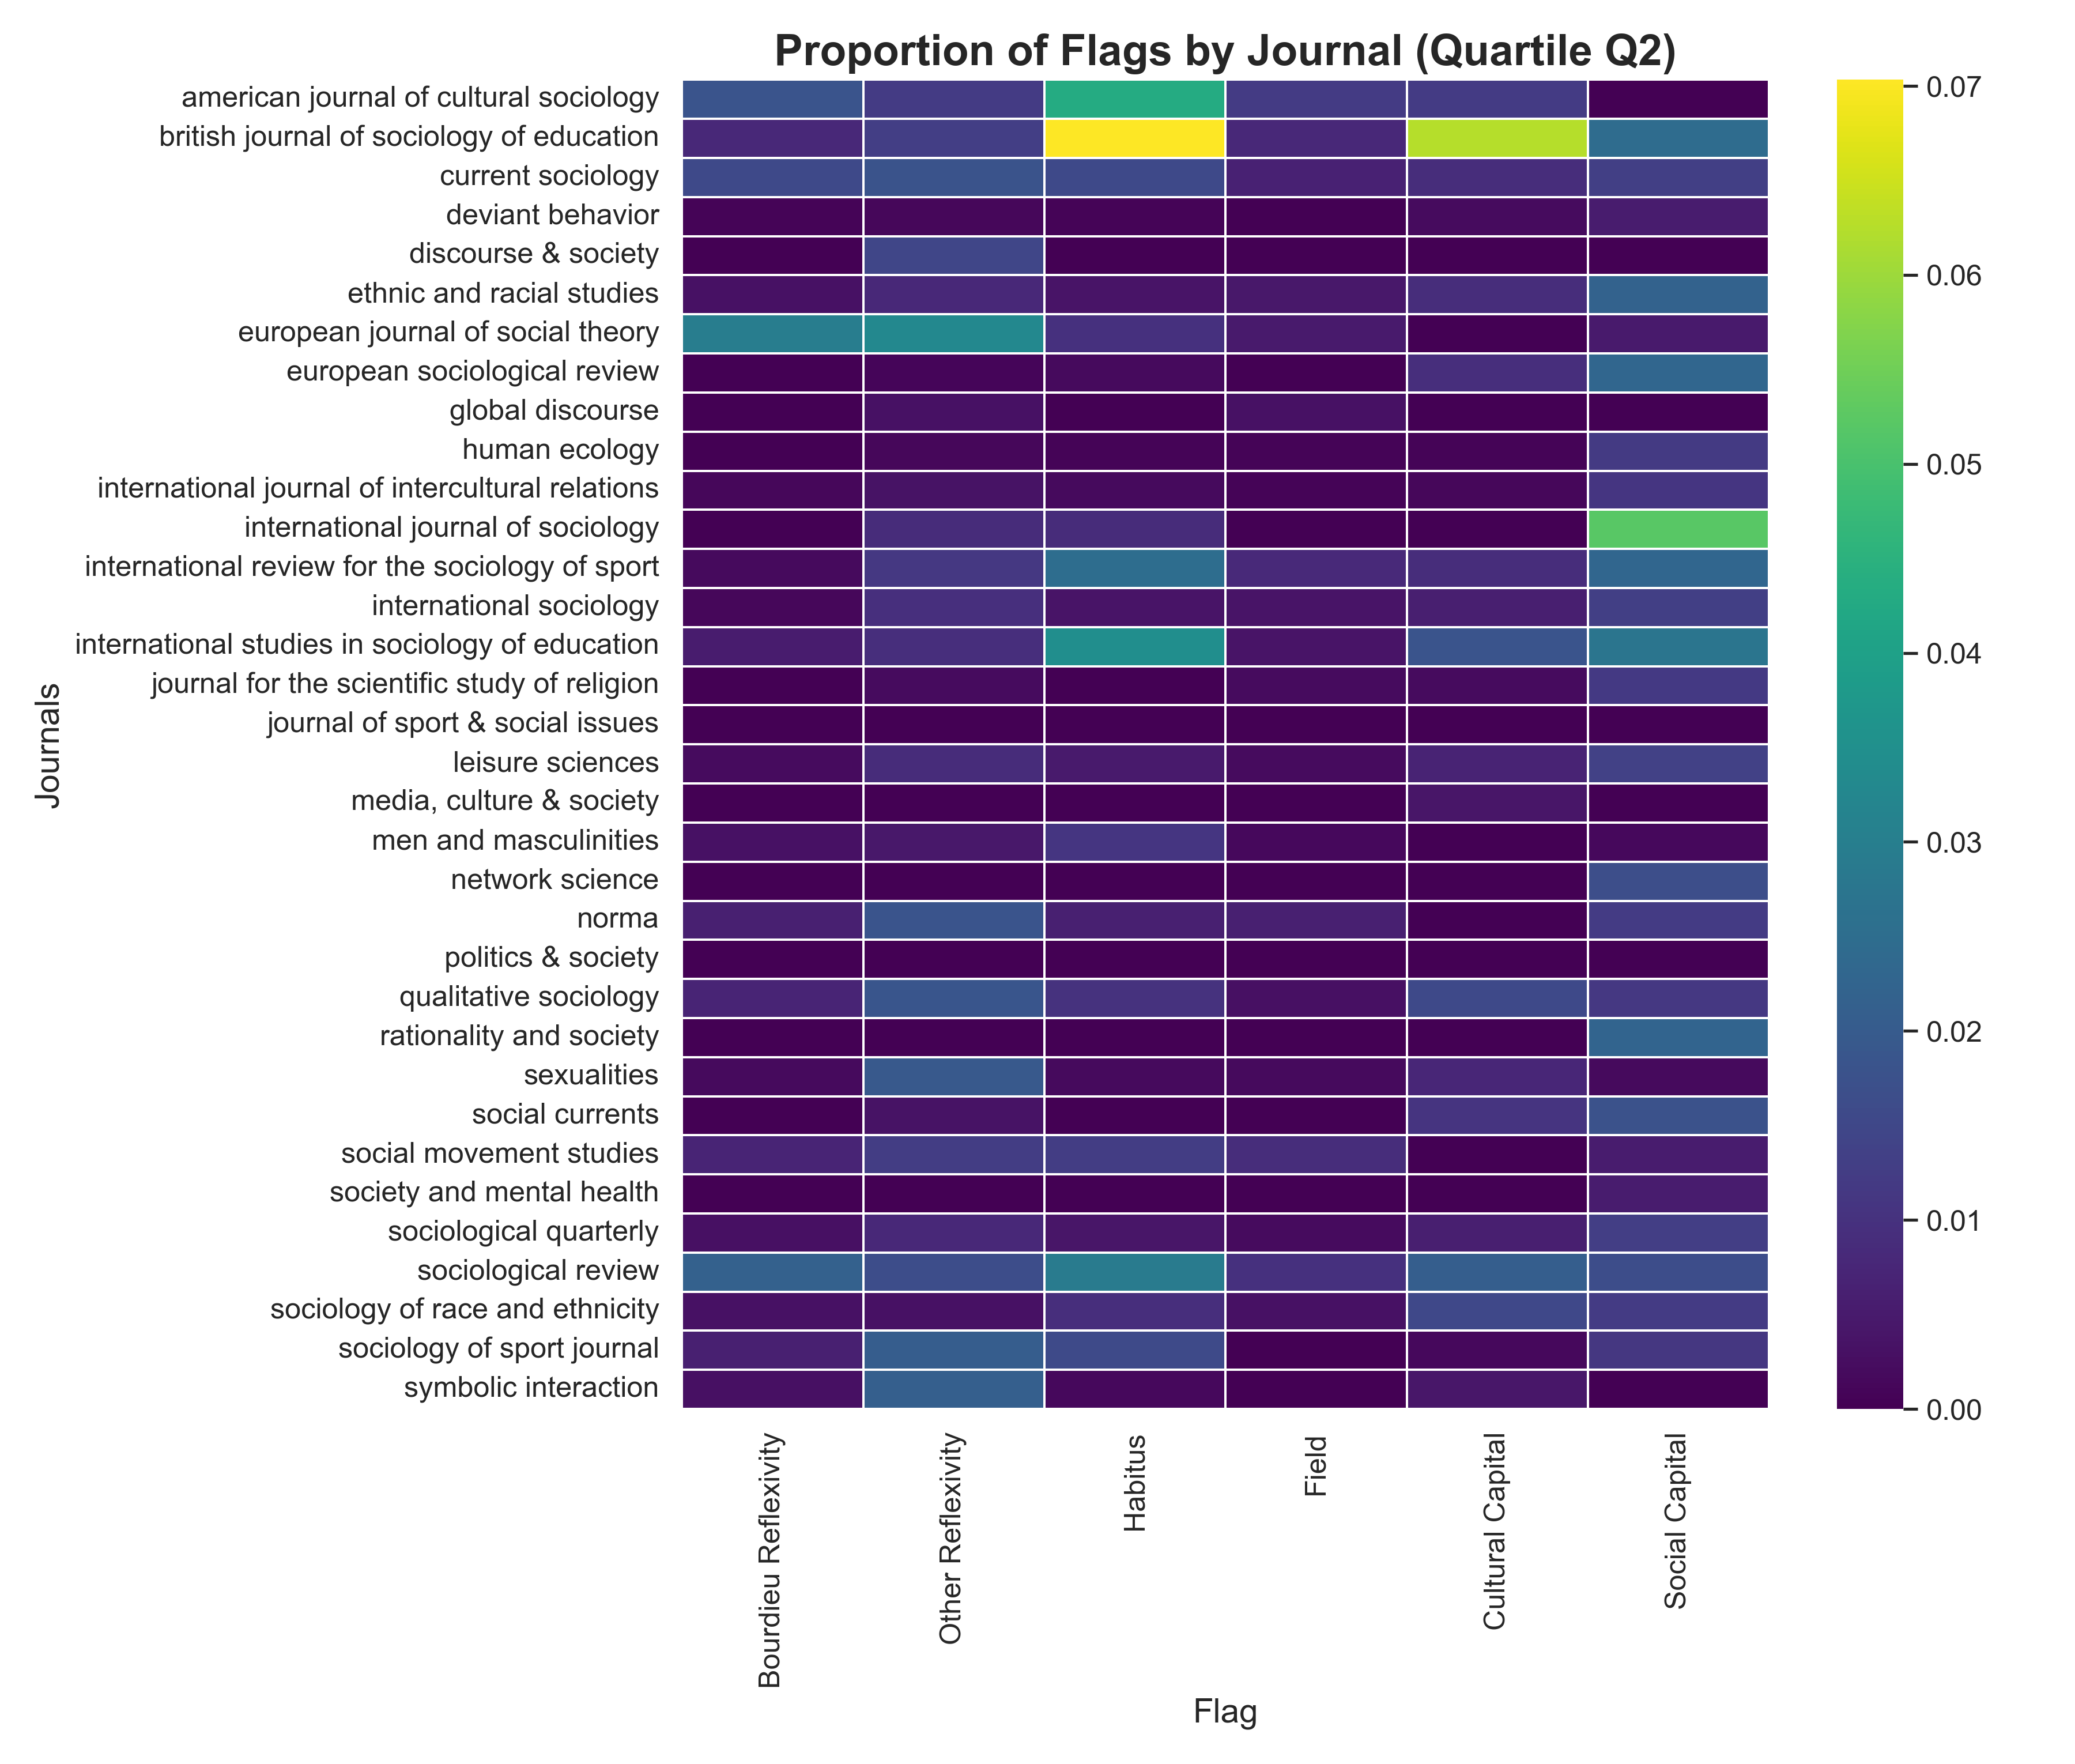 Proportion of Flags by Journal (Quartile Q2)
american journal of cultural sociology
british journal of sociology of education
current sociology
deviant behavior
discourse & society
ethnic and racial studies
european journal of social theory
european sociological review
global discourse
human ecology
international journal of intercultural relations
international journal of sociology
international review for the sociology of sport
international sociology
international studies in sociology of education
journal for the scientific study of religion
journal of sport & social issues
leisure sciences
media, culture & society
men and masculinities
network science
norma
politics & society
qualitative sociology
rationality and society
sexualities
social currents
social movement studies
society and mental health
sociological quarterly
sociological review
sociology of race and ethnicity
sociology of sport journal
symbolic interaction
Journals
Bourdieu Reflexivity
Other Reflexivity
Habitus
Field
Cultural Capital
Social Capital
Flag
0.07
0.06
0.05
0.04
0.03
0.02
0.01
0.00